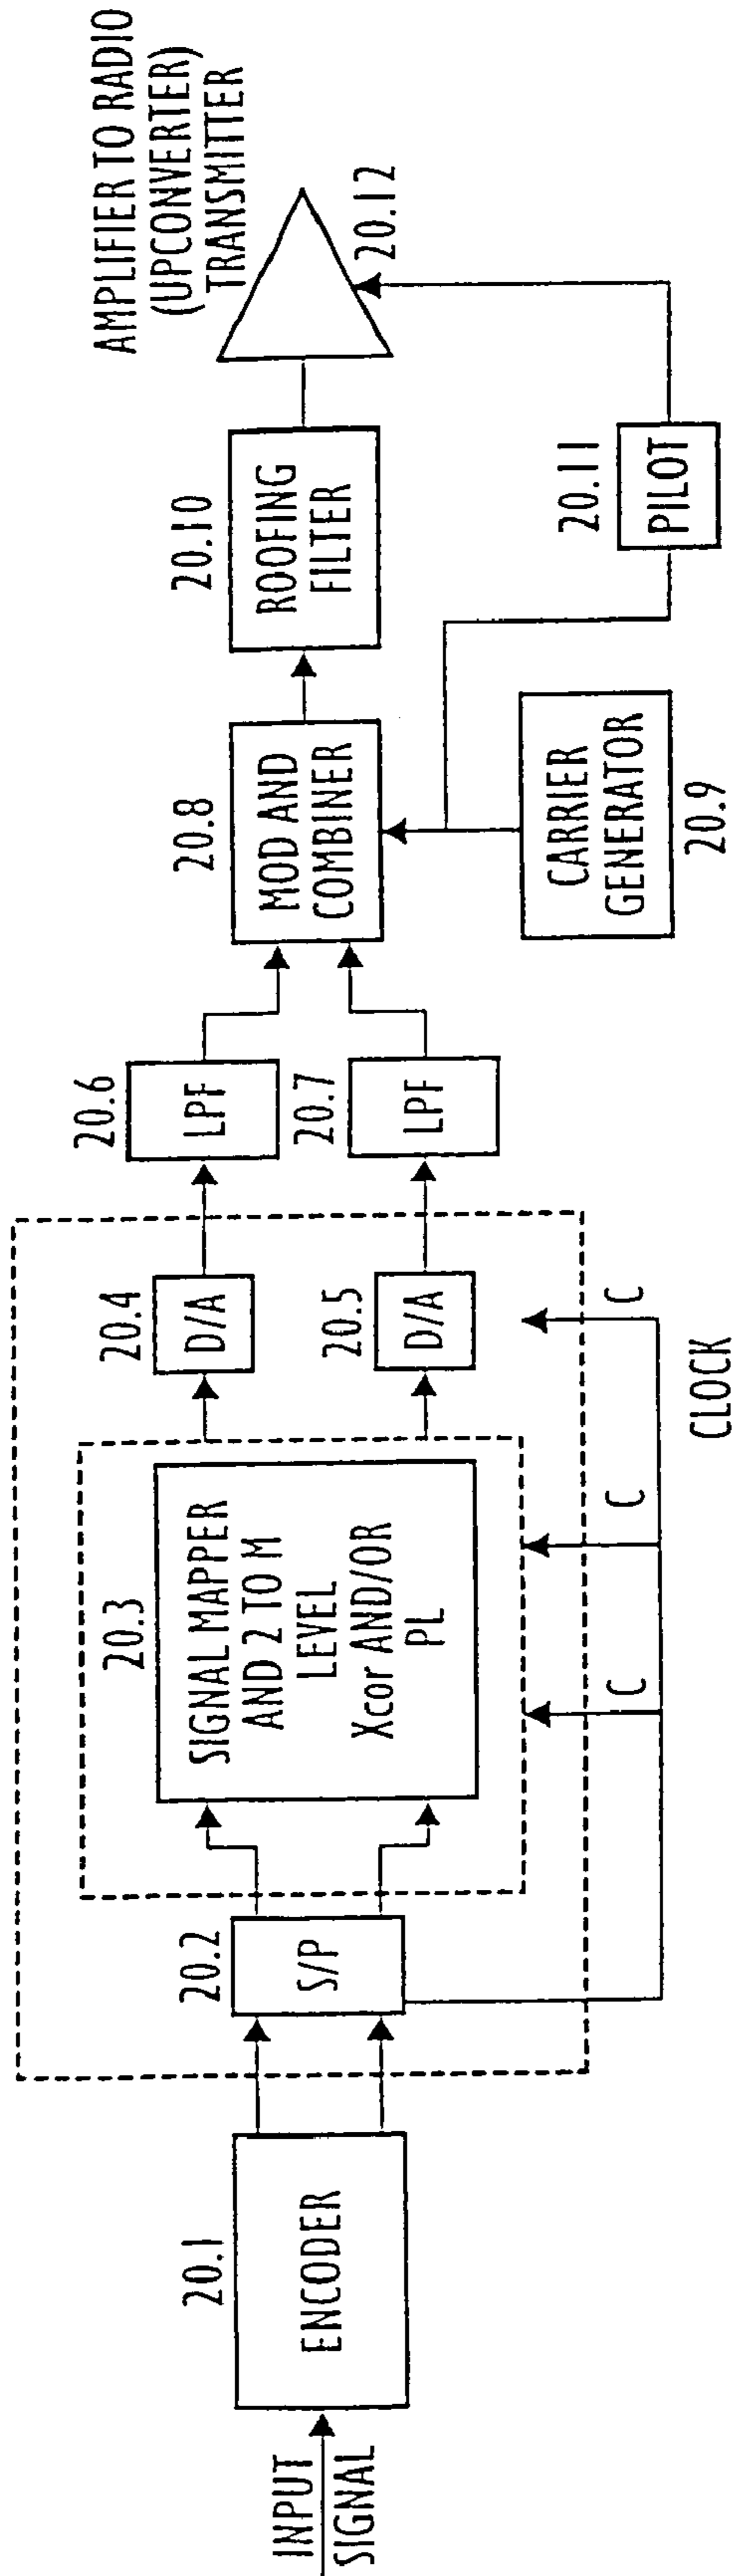 INPUT
SIGNAL
20.1
ENCODER
20.2
S/P
20.3
SIGNAL MAPPER
AND 2 TO M
LEVEL
Xcor AND/OR
PL
20.4
D/A
20.5
D/A
C
C
C
CLOCK
20.6
LPF
20.7
LPF
20.8
MOD AND
COMBINER
CARRIER
GENERATOR
20.9
20.10
ROOFING
FILTER
20.11
PILOT
AMPLIFIER TO RADIO
(UPCONVERTER)
TRANSMITTER
20.12